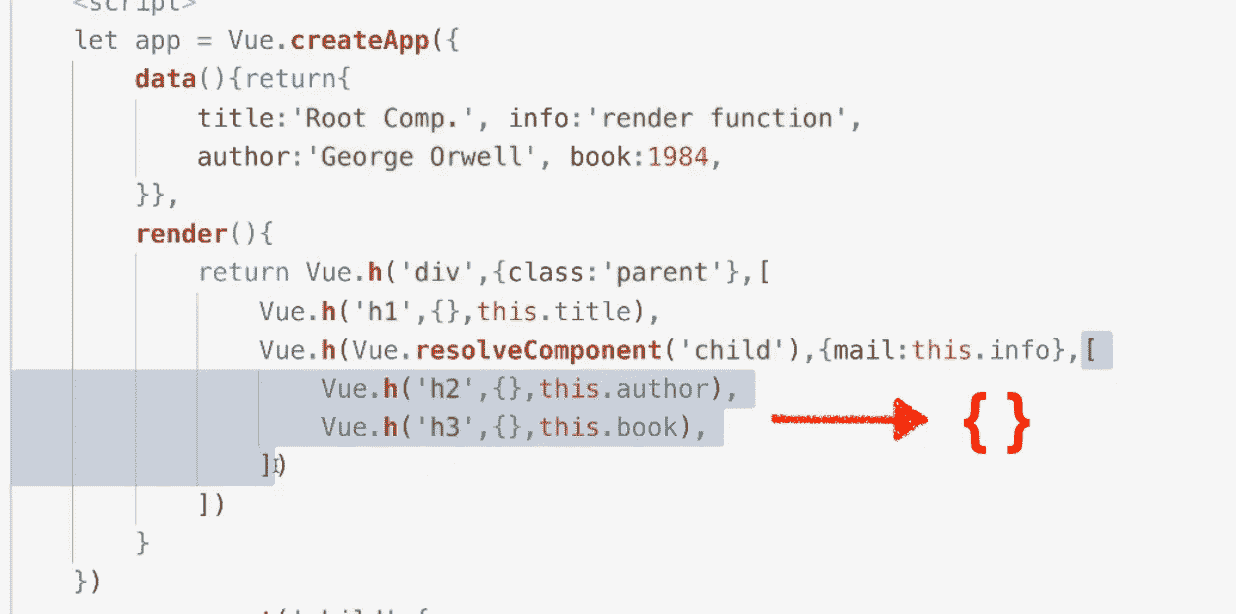 <script>
let app = Vue.createApp({
data(){return{
title:'Root Comp.', info:'render function',
author:'George Orwell', book:1984,
}},
render(){
return Vue.h('div',{class:'parent'},[
Vue.h('h1',{},this.title),
Vue.h(Vue.resolveComponent('child'),{mail:this.info},[
Vue.h('h2',{},this.author),
Vue.h('h3',{},this.book),
])
{ }
])
}
})